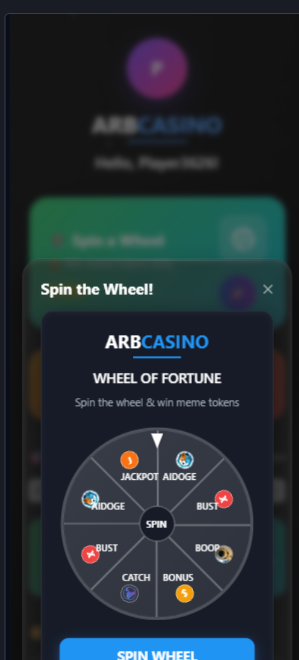 P
ARBCASINO
Hello, Player3626!
Spin a Wheel
Spin the Wheel! ×
ARBCASINO
WHEEL OF FORTUNE
Spin the wheel & win meme tokens
JACKPOT AIDOGE
AIDOGE BUST
SPIN
BUST BOOP
CATCH BONUS
SPIN WHEEL